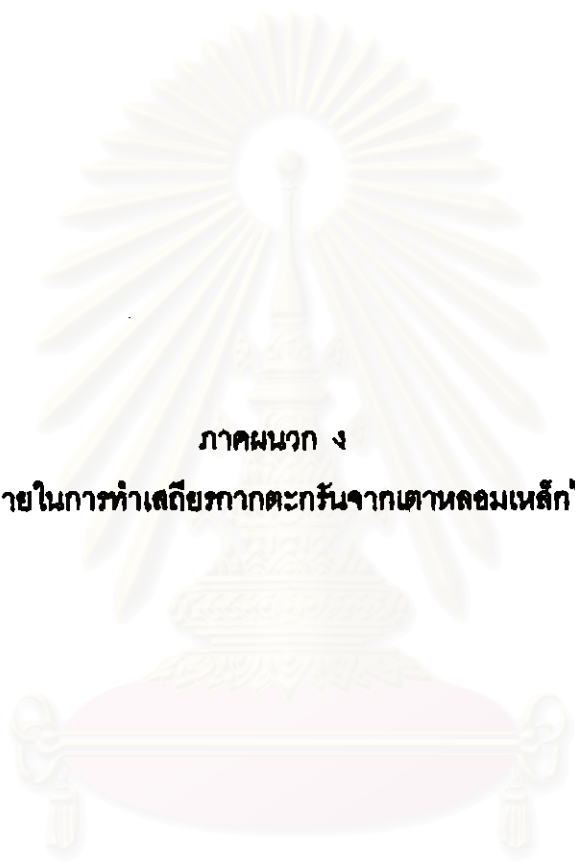 ภาคผนวก ง
ายในการทำเสถียรกากตะกรันจากเตาหลอมเหล็ก